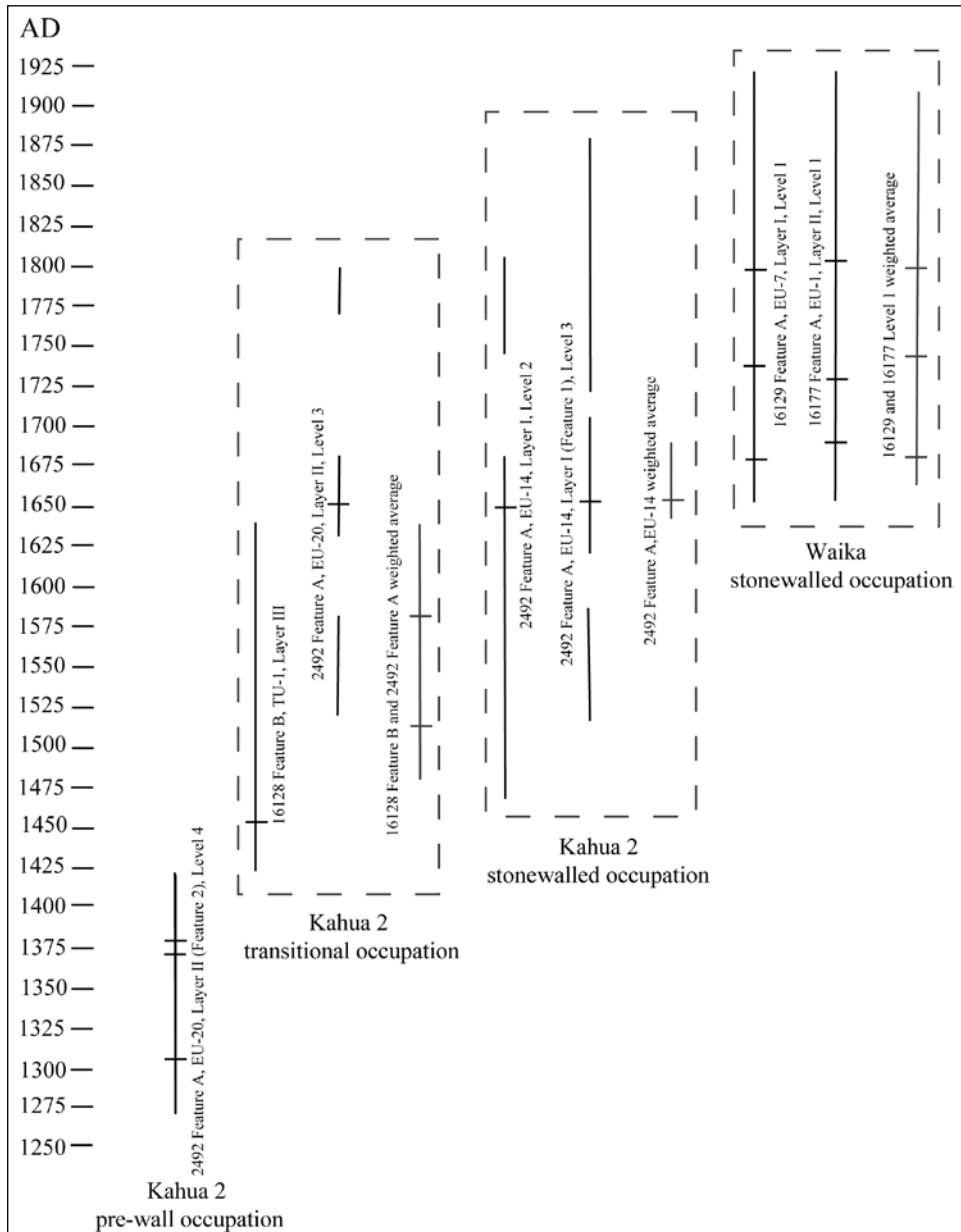 AD
1925
1900
1875
1850
1825
1800
1775
1750
1725
1700
1675
1650
1625
1600
1575
1550
1525
1500
1475
1450
1425
1400
1375
1350
1325
1300
1275
1250
2492 Feature A, EU-20, Layer II (Feature 2), Level 4
Kahua 2
pre-wall occupation
16128 Feature B, TU-1, Layer III
2492 Feature A, EU-20, Layer II, Level 3
16128 Feature B and 2492 Feature A weighted average
Kahua 2
transitional occupation
2492 Feature A, EU-14, Layer I, Level 2
2492 Feature A, EU-14, Layer I (Feature 1), Level 3
2492 Feature A,EU-14 weighted average
Kahua 2
stonewalled occupation
16129 Feature A, EU-7, Layer I, Level 1
16177 Feature A, EU-1, Layer II, Level 1
16129 and 16177 Level 1 weighted average
Waika
stonewalled occupation